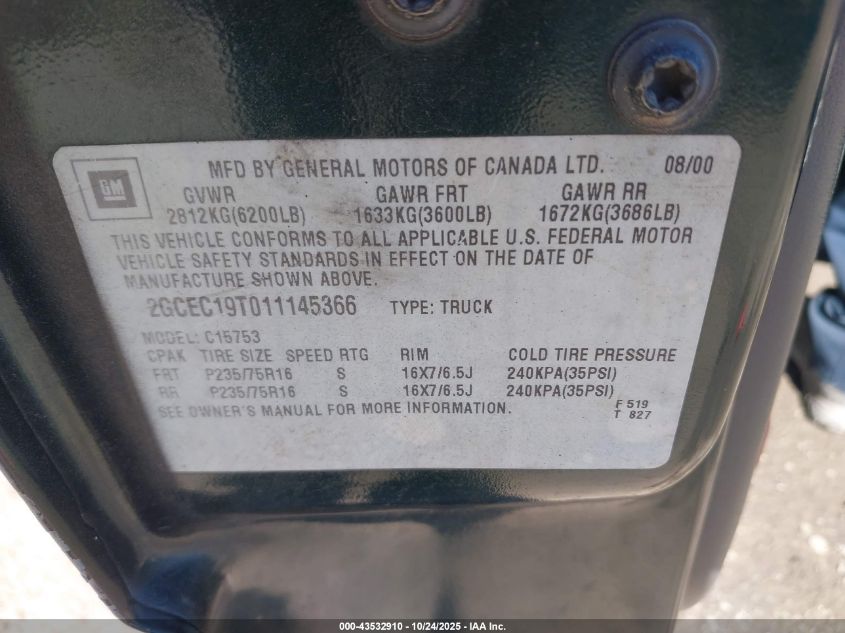 GM
MFD BY GENERAL MOTORS OF CANADA LTD. 08/00
GVWR GAWR FRT GAWR RR
2812KG(6200LB) 1633KG(3600LB) 1672KG(3686LB)
THIS VEHICLE CONFORMS TO ALL APPLICABLE U.S. FEDERAL MOTOR
VEHICLE SAFETY STANDARDS IN EFFECT ON THE DATE OF
MANUFACTURE SHOWN ABOVE.
2GCEC19T011145366 TYPE: TRUCK
MODEL: C15753
CPAK TIRE SIZE SPEED RTG RIM COLD TIRE PRESSURE
FRT P235/75R16 S 16X7/6.5J 240KPA(35PSI)
RR P235/75R16 S 16X7/6.5J 240KPA(35PSI)
SEE OWNER'S MANUAL FOR MORE INFORMATION.
F 519
T 827
000-43532910 - 10/24/2025 - IAA Inc.